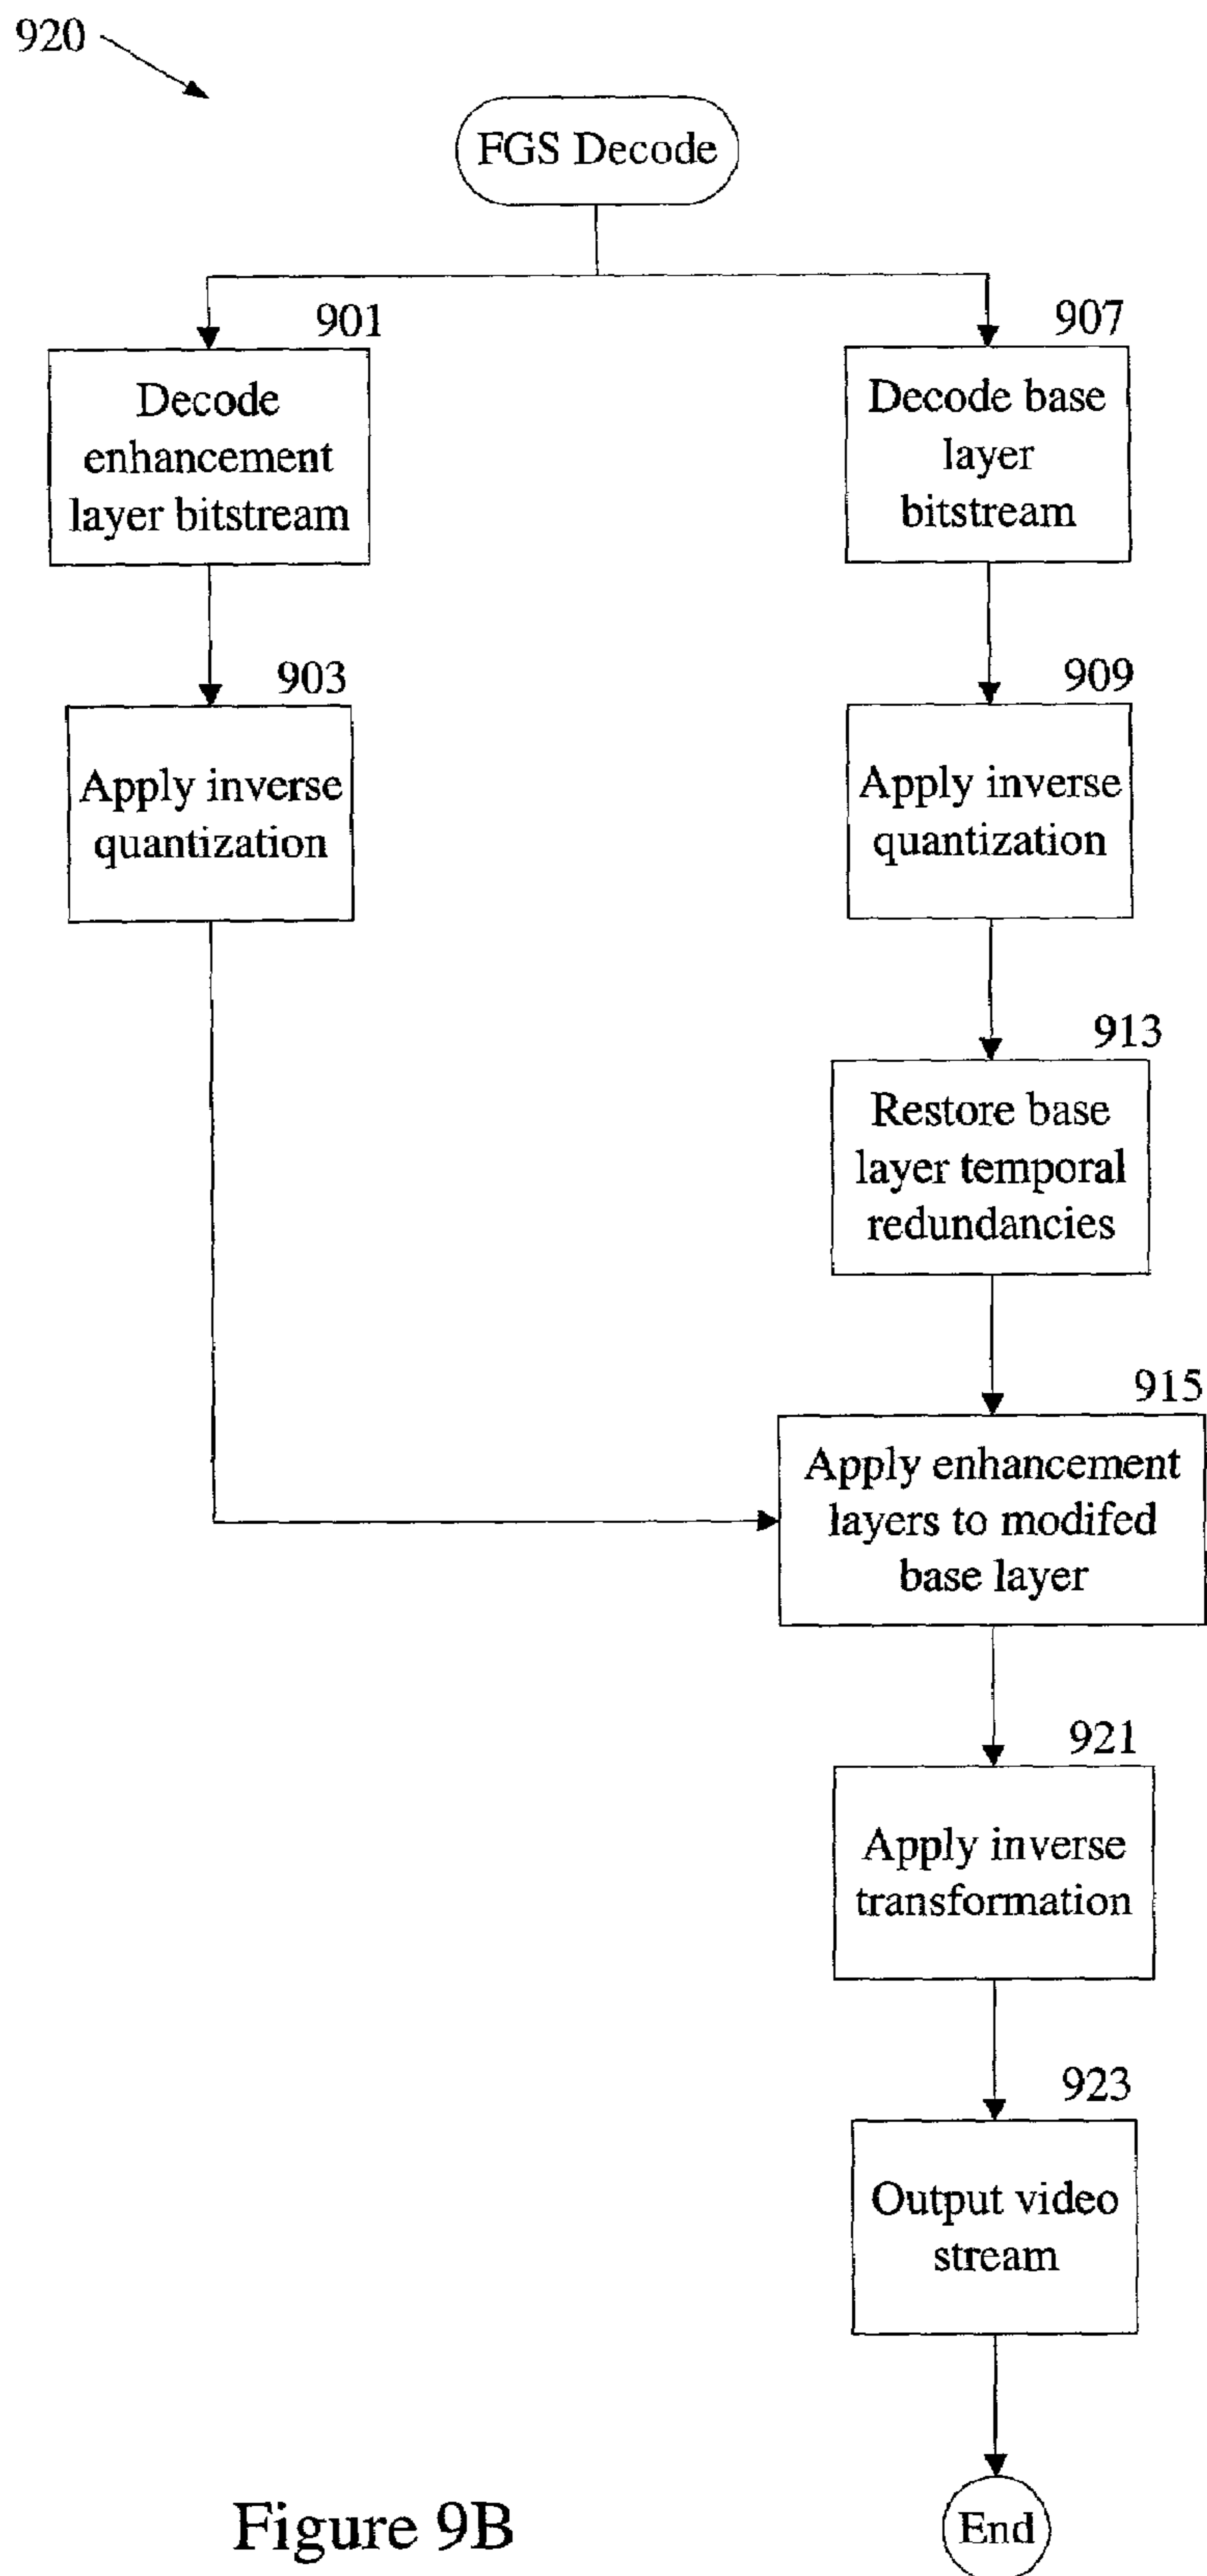 920
FGS Decode
901
Decode
enhancement
layer bitstream
907
Decode base
layer
bitstream
903
Apply inverse
quantization
909
Apply inverse
quantization
913
Restore base
layer temporal
redundancies
915
Apply enhancement
layers to modifed
base layer
921
Apply inverse
transformation
923
Output video
stream
End
Figure 9B